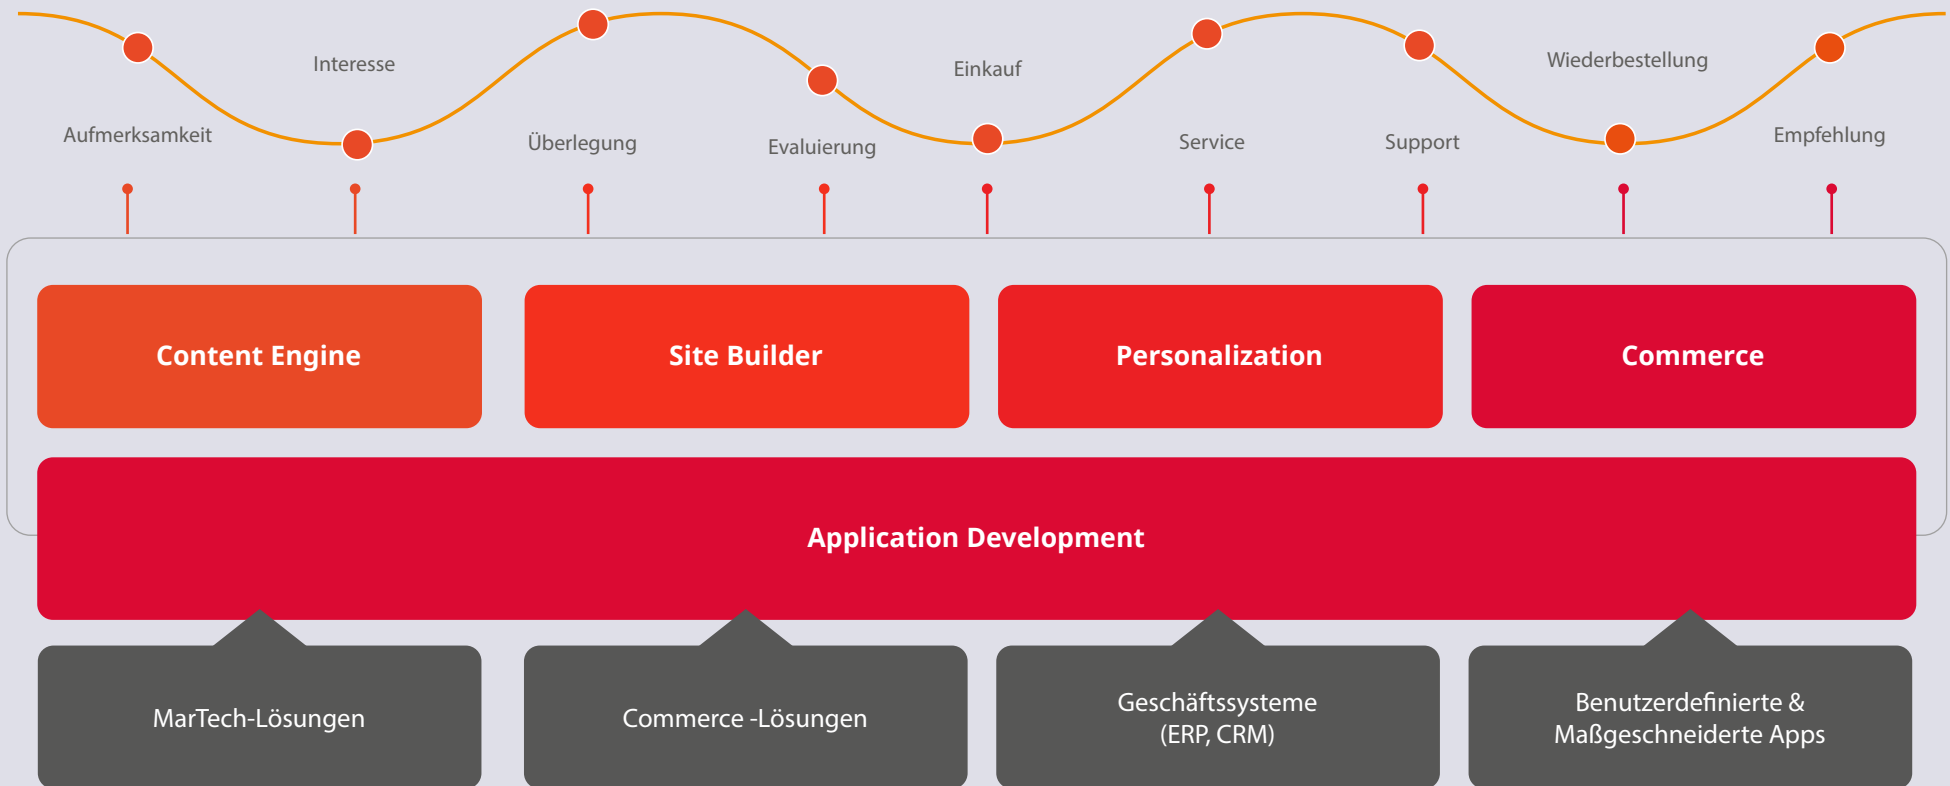 Aufmerksamkeit
Interesse
Überlegung
Evaluierung
Einkauf
Service
Support
Wiederbestellung
Empfehlung
Content Engine
Site Builder
Personalization
Commerce
Application Development
MarTech-Lösungen
Commerce -Lösungen
Geschäftssysteme
(ERP, CRM)
Benutzerdefinierte &
Maßgeschneiderte Apps